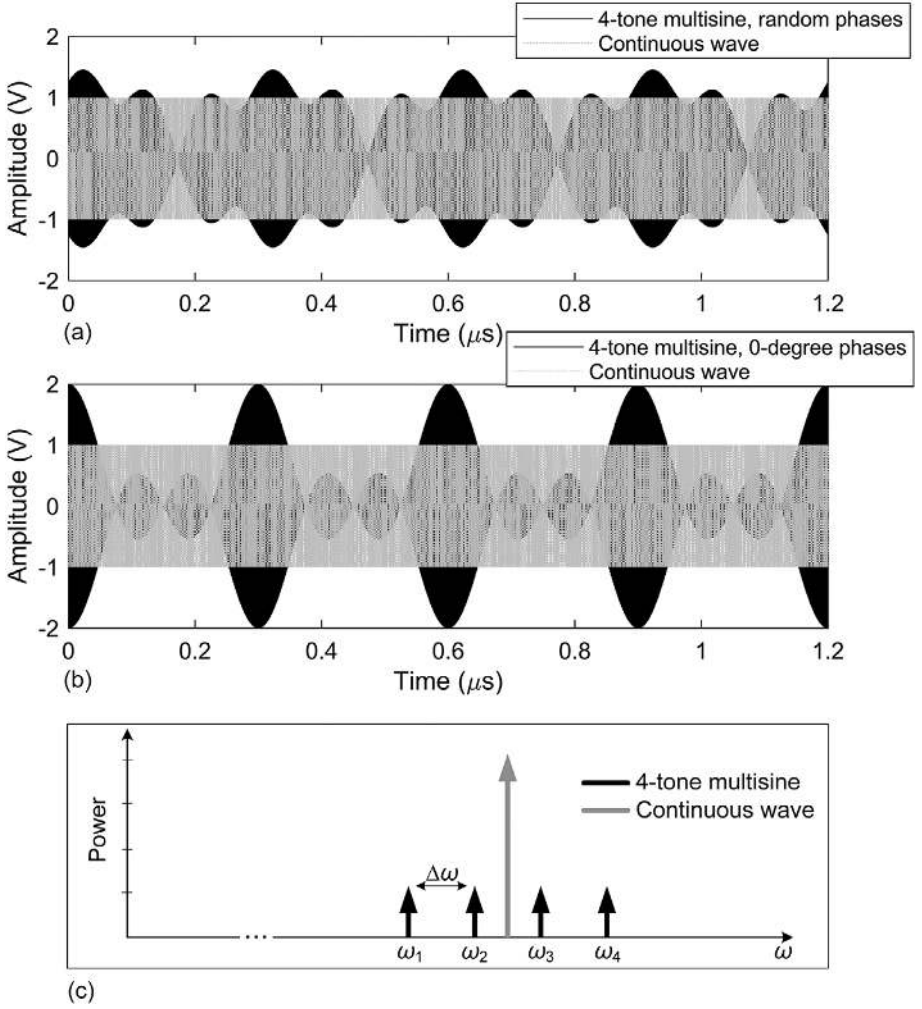 4-tone multisine, random phases
Continuous wave
2
1
0
-1
-2
Amplitude (V)
0 0.2 0.4 0.6 0.8 1 1.2
(a)
Time (μs)
4-tone multisine, 0-degree phases
Continuous wave
2
1
0
-1
-2
Amplitude (V)
0 0.2 0.4 0.6 0.8 1 1.2
(b)
Time (μs)
Power
4-tone multisine
Continuous wave
Δω
...
ω1 ω2 ω3 ω4 ω
(c)